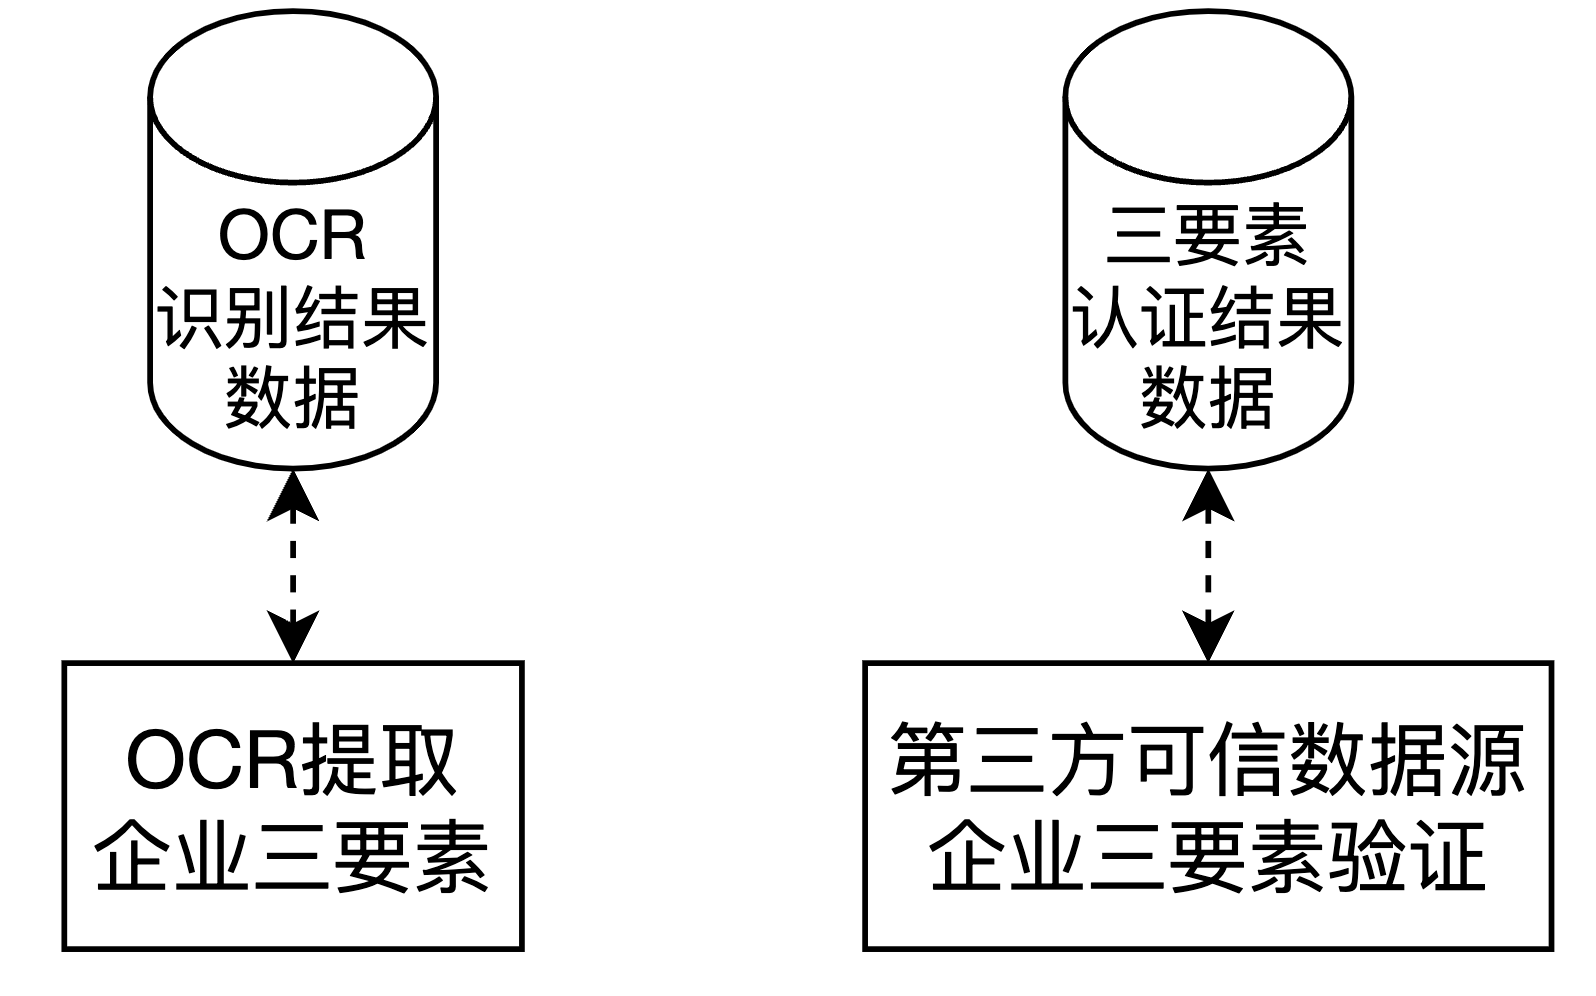 OCR
识别结果
数据
三要素
认证结果
数据
OCR提取
企业三要素
第三方可信数据源
企业三要素验证